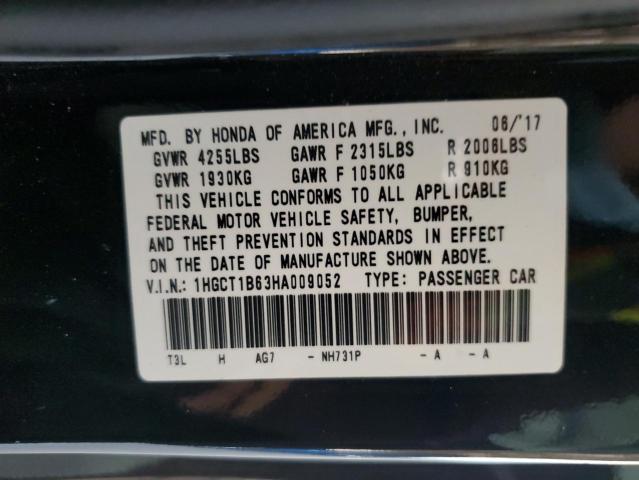 MFD. BY HONDA OF AMERICA MFG., INC. 06/'17
GVWR 4255LBS GAWR F 2315LBS R 2006LBS
GVWR 1930KG GAWR F 1050KG R 910KG
THIS VEHICLE CONFORMS TO ALL APPLICABLE
FEDERAL MOTOR VEHICLE SAFETY, BUMPER,
AND THEFT PREVENTION STANDARDS IN EFFECT
ON THE DATE OF MANUFACTURE SHOWN ABOVE.
V.I.N.: 1HGCT1B63HA009052 TYPE: PASSENGER CAR
T3L H AG7 - NH731P - A - A